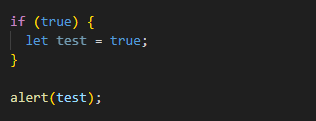 if (true) {
  let test = true;
}
alert(test);